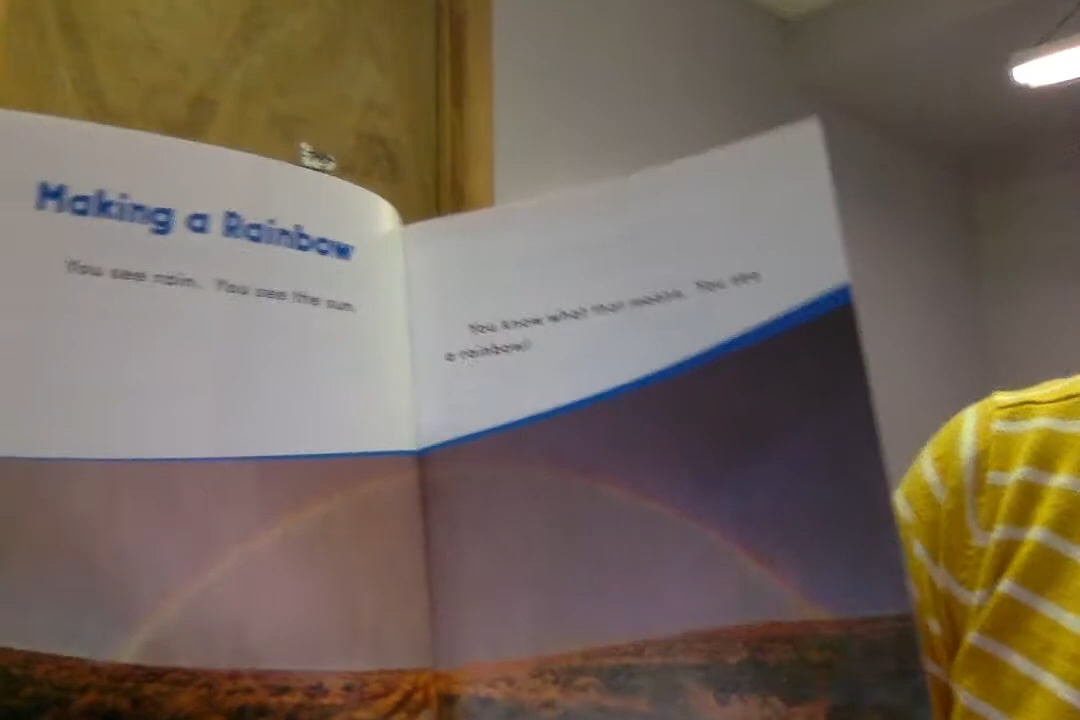 Making a Rainbow
You see rain. You see the sun.
You know what that means. You see
a rainbow!